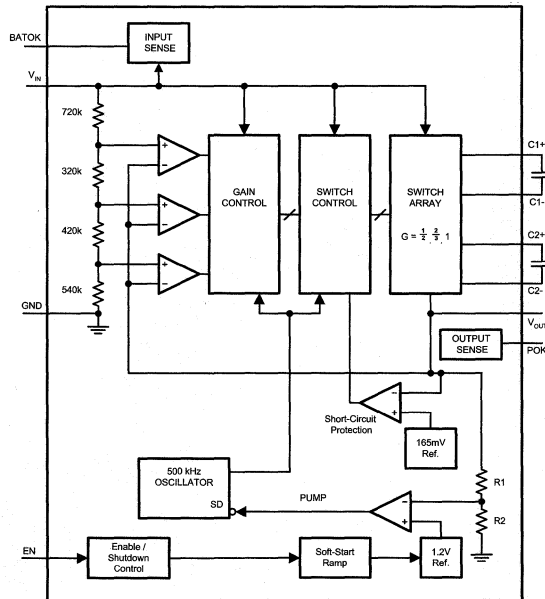 BATOK
INPUT
SENSE
V_IN
720k
320k
420k
540k
GND
+
−
+
−
+
−
GAIN
CONTROL
SWITCH
CONTROL
SWITCH
ARRAY
G = 1/2, 2/3, 1
C1+
C1-
C2+
C2-
V_OUT
OUTPUT
SENSE
POK
−
+
Short-Circuit
Protection
165mV
Ref.
500 kHz
OSCILLATOR
SD
PUMP
−
+
R1
R2
EN
Enable /
Shutdown
Control
Soft-Start
Ramp
1.2V
Ref.